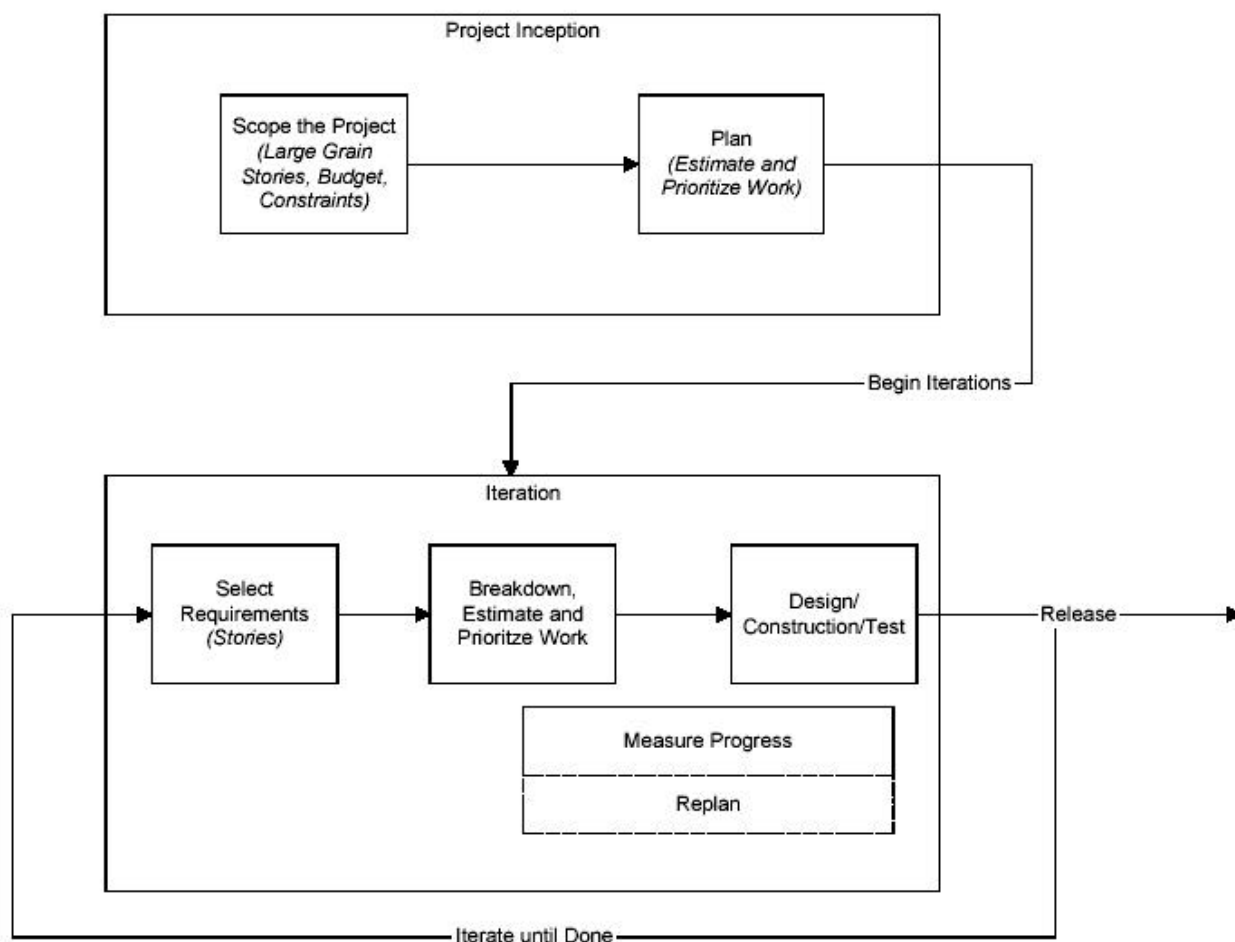 Project Inception
Scope the Project
(Large Grain
Stories, Budget,
Constraints)
Plan
(Estimate and
Prioritize Work)
Begin Iterations
Iteration
Select
Requirements
(Stories)
Breakdown,
Estimate and
Prioritze Work
Design/
Construction/Test
Release
Measure Progress
Replan
Iterate until Done